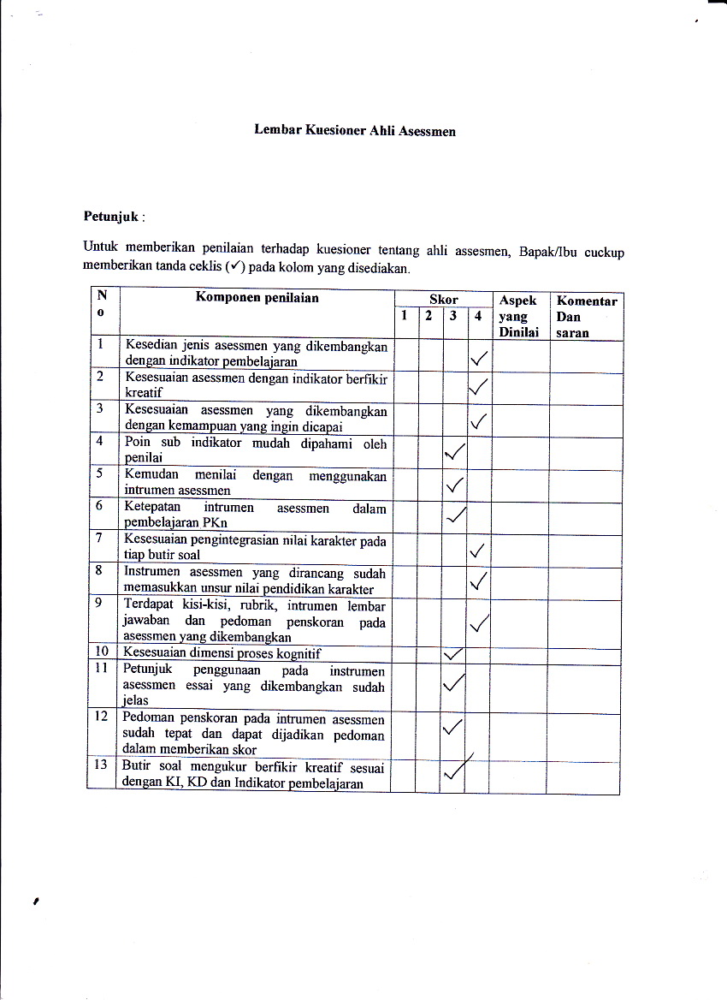 Lembar Kuesioner Ahli Asessmen
Petunjuk :
Untuk memberikan penilaian terhadap kuesioner tentang ahli assesmen, Bapak/Ibu cuckup
memberikan tanda ceklis (✓) pada kolom yang disediakan.
N
o
Komponen penilaian
Skor
Aspek
yang
Dinilai
Komentar
Dan
saran
1 2 3 4
1 Kesedian jenis asessmen yang dikembangkan
dengan indikator pembelajaran ✓
2 Kesesuaian asessmen dengan indikator berfikir
kreatif ✓
3 Kesesuaian asessmen yang dikembangkan
dengan kemampuan yang ingin dicapai ✓
4 Poin sub indikator mudah dipahami oleh
penilai ✓
5 Kemudan menilai dengan menggunakan
intrumen asessmen ✓
6 Ketepatan intrumen asessmen dalam
pembelajaran PKn ✓
7 Kesesuaian pengintegrasian nilai karakter pada
tiap butir soal ✓
8 Instrumen asessmen yang dirancang sudah
memasukkan unsur nilai pendidikan karakter ✓
9 Terdapat kisi-kisi, rubrik, intrumen lembar
jawaban dan pedoman penskoran pada
asessmen yang dikembangkan ✓
10 Kesesuaian dimensi proses kognitif ✓
11 Petunjuk penggunaan pada instrumen
asessmen essai yang dikembangkan sudah
jelas ✓
12 Pedoman penskoran pada intrumen asessmen
sudah tepat dan dapat dijadikan pedoman
dalam memberikan skor ✓
13 Butir soal mengukur berfikir kreatif sesuai
dengan KI, KD dan Indikator pembelajaran ✓